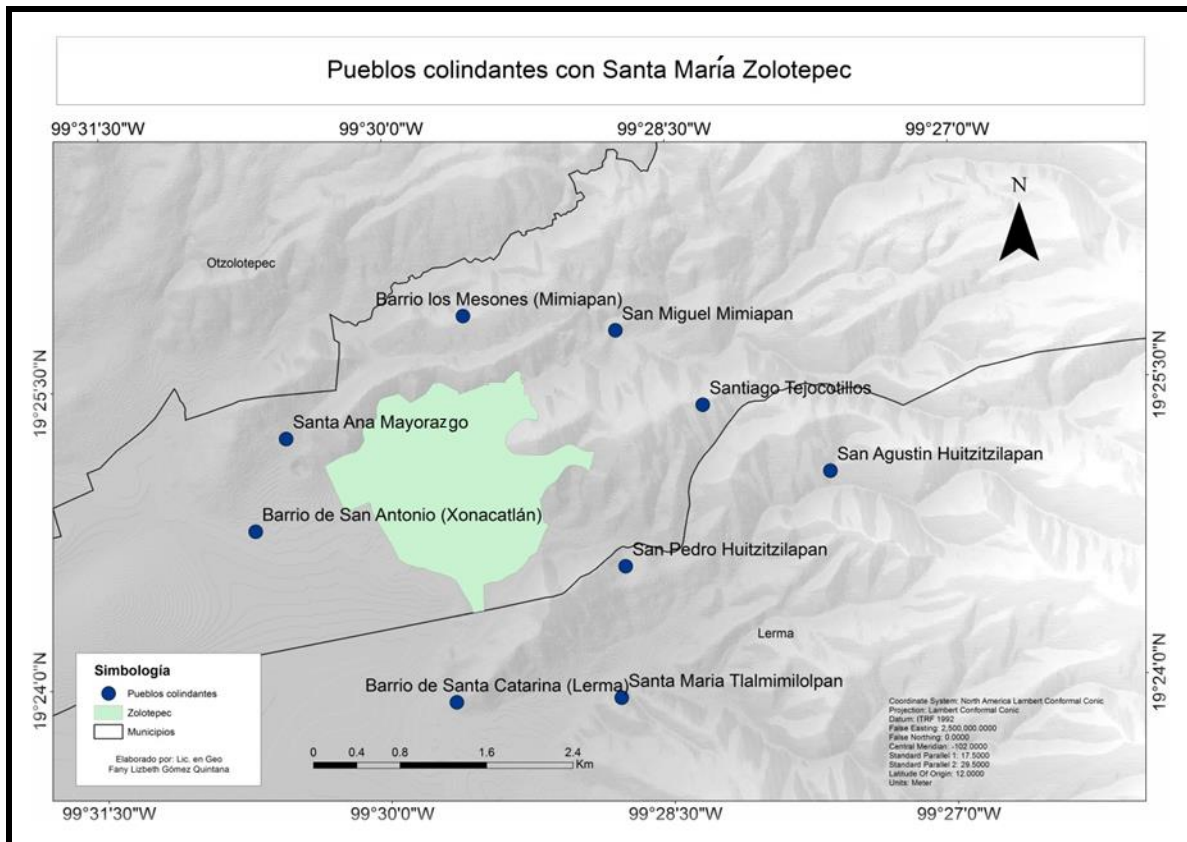 Pueblos colindantes con Santa María Zolotepec
99°31'30"W
99°30'0"W
99°28'30"W
99°27'0"W
N
Otzolotepec
Barrio los Mesones (Mimiapan)
San Miguel Mimiapan
19°25'30"N
19°25'30"N
Santiago Tejocotillos
Santa Ana Mayorazgo
San Agustin Huitzitzilapan
Barrio de San Antonio (Xonacatlán)
San Pedro Huitzitzilapan
Lerma
19°24'0"N
19°24'0"N
Simbología
Pueblos colindantes
Zolotepec
Municipios
Elaborado por: Lic. en Geo
Fany Lizbeth Gómez Quintana
Barrio de Santa Catarina (Lerma)
Santa Maria Tlalmimilolpan
0 0.4 0.8 1.6 2.4
Km
Coordinate System: North America Lambert Conformal Conic
Projection: Lambert Conformal Conic
Datum: ITRF 1992
False Easting: 2,500,000.0000
False Northing: 0.0000
Central Meridian: -102.0000
Standard Parallel 1: 17.5000
Standard Parallel 2: 29.5000
Latitude Of Origin: 12.0000
Units: Meter
99°31'30"W
99°30'0"W
99°28'30"W
99°27'0"W